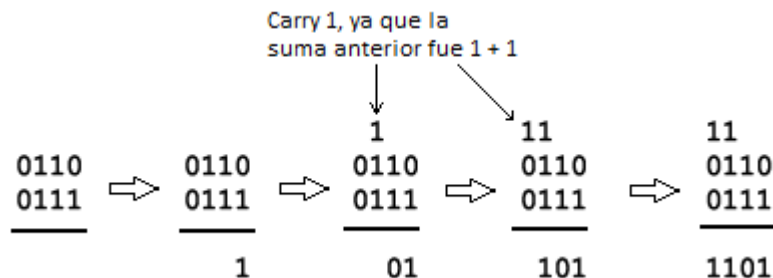 Carry 1, ya que la
suma anterior fue 1 + 1
1 11 11
0110 0110 0110 0110 0110
0111 0111 0111 0111 0111
1 01 101 1101